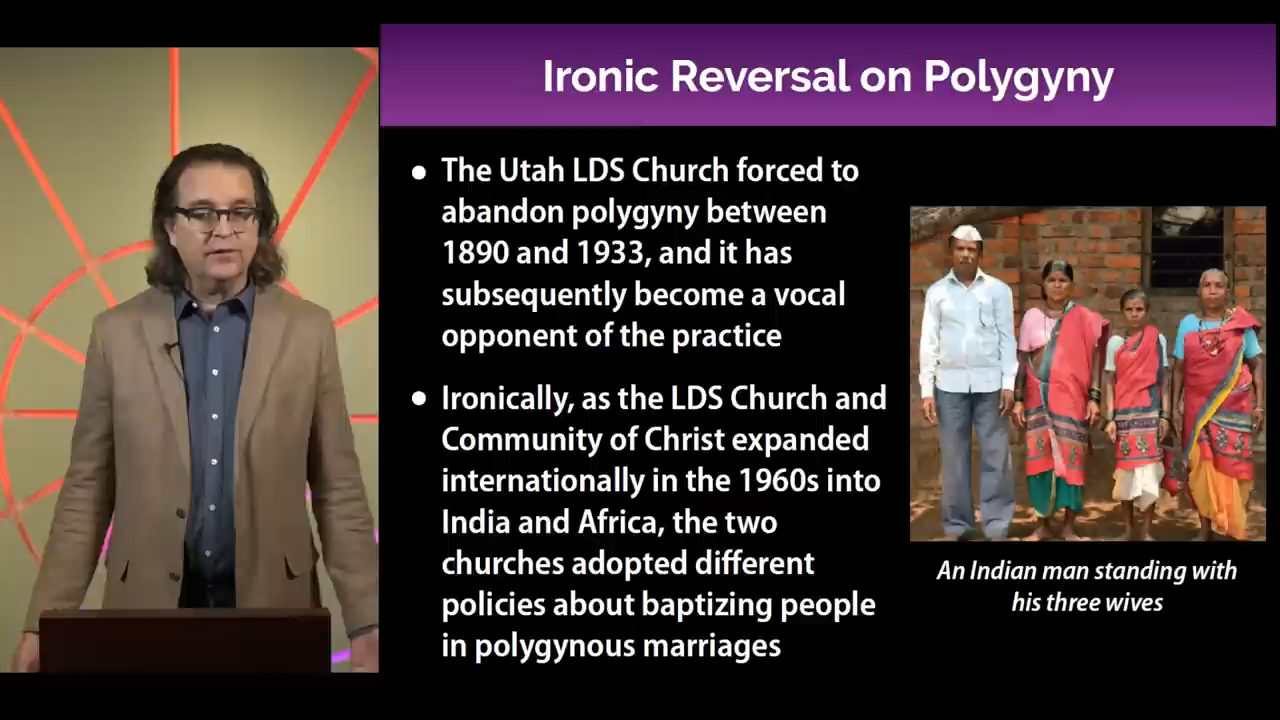 Ironic Reversal on Polygyny
● The Utah LDS Church forced to
abandon polygyny between
1890 and 1933, and it has
subsequently become a vocal
opponent of the practice
● Ironically, as the LDS Church and
Community of Christ expanded
internationally in the 1960s into
India and Africa, the two
churches adopted different
policies about baptizing people
in polygynous marriages
An Indian man standing with
his three wives